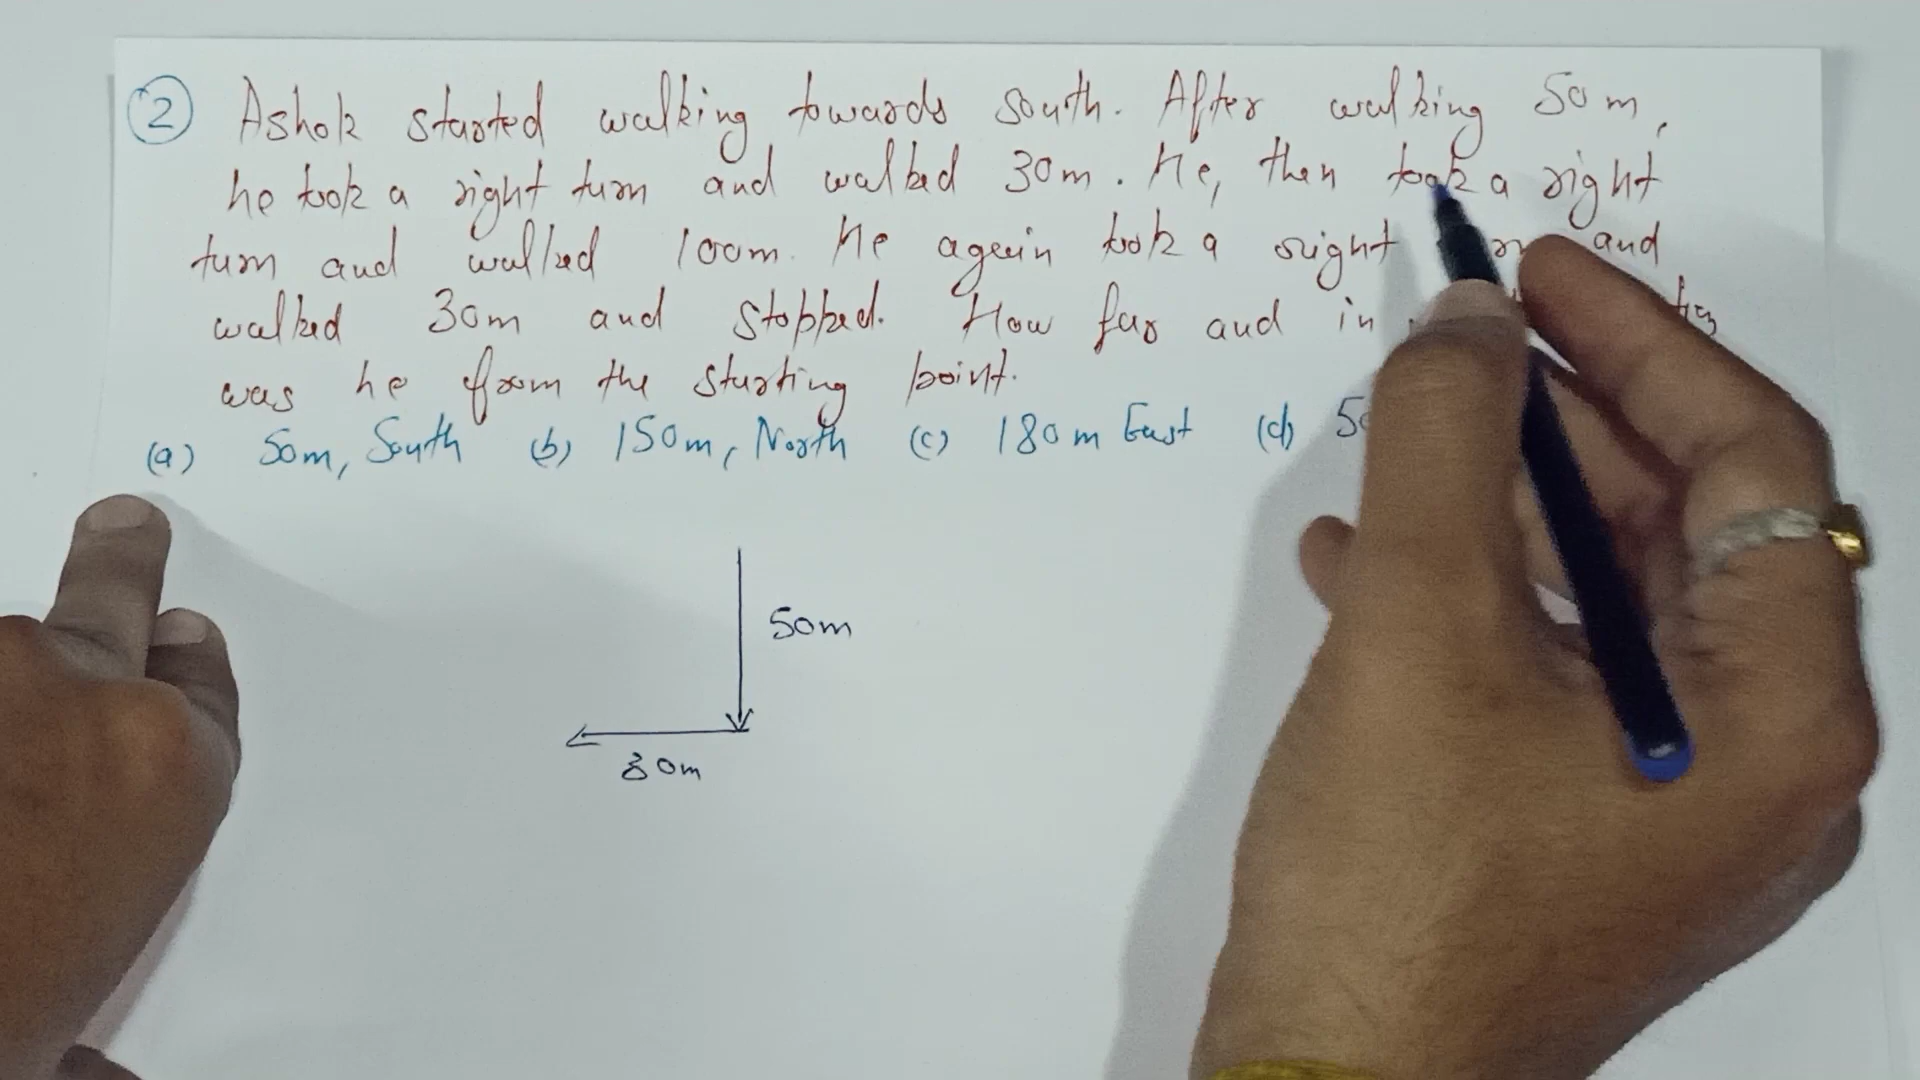 2 Ashok started walking towards south. After walking 50m,
he took a right turn and walked 30m. He, then took a right
turn and walked 100m. He again took a right and
walked 30m and stopped. How far and in
was he from the starting point.
(a) 50m, South (b) 150m, North (c) 180m East (d)
50m
30m